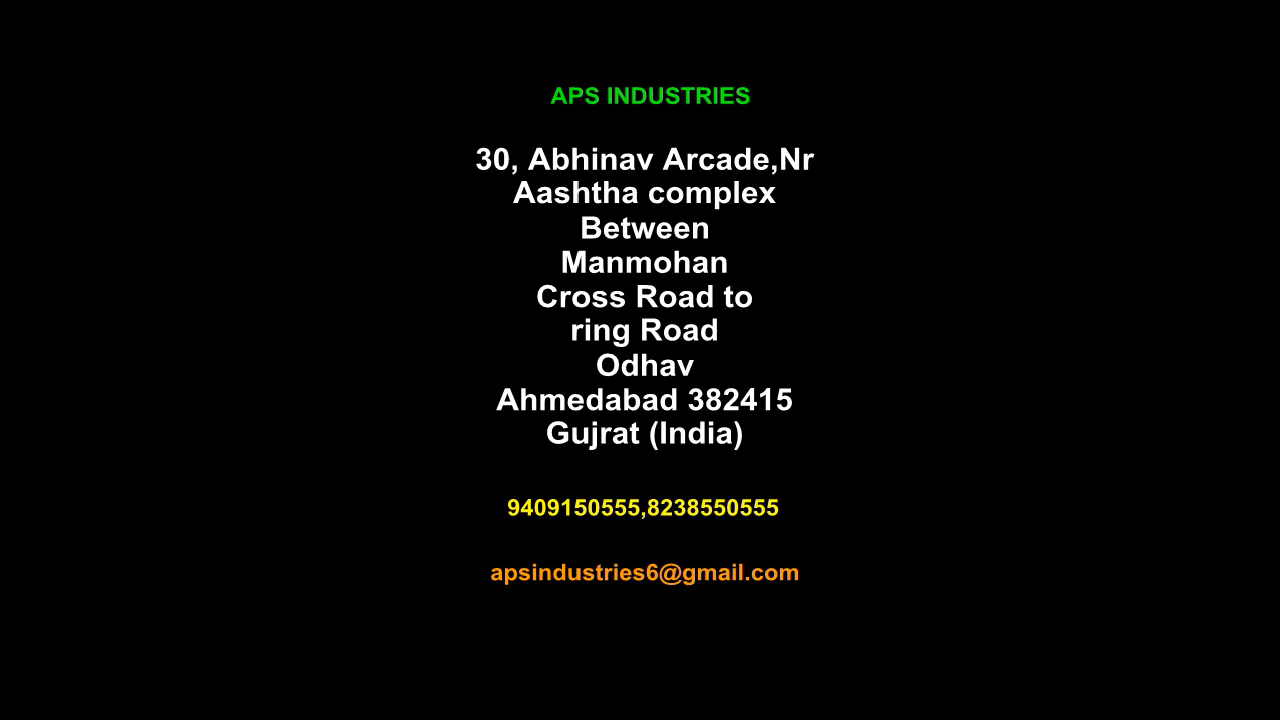 APS INDUSTRIES
30, Abhinav Arcade,Nr
Aashtha complex
Between
Manmohan
Cross Road to
ring Road
Odhav
Ahmedabad 382415
Gujrat (India)
9409150555,8238550555
apsindustries6@gmail.com